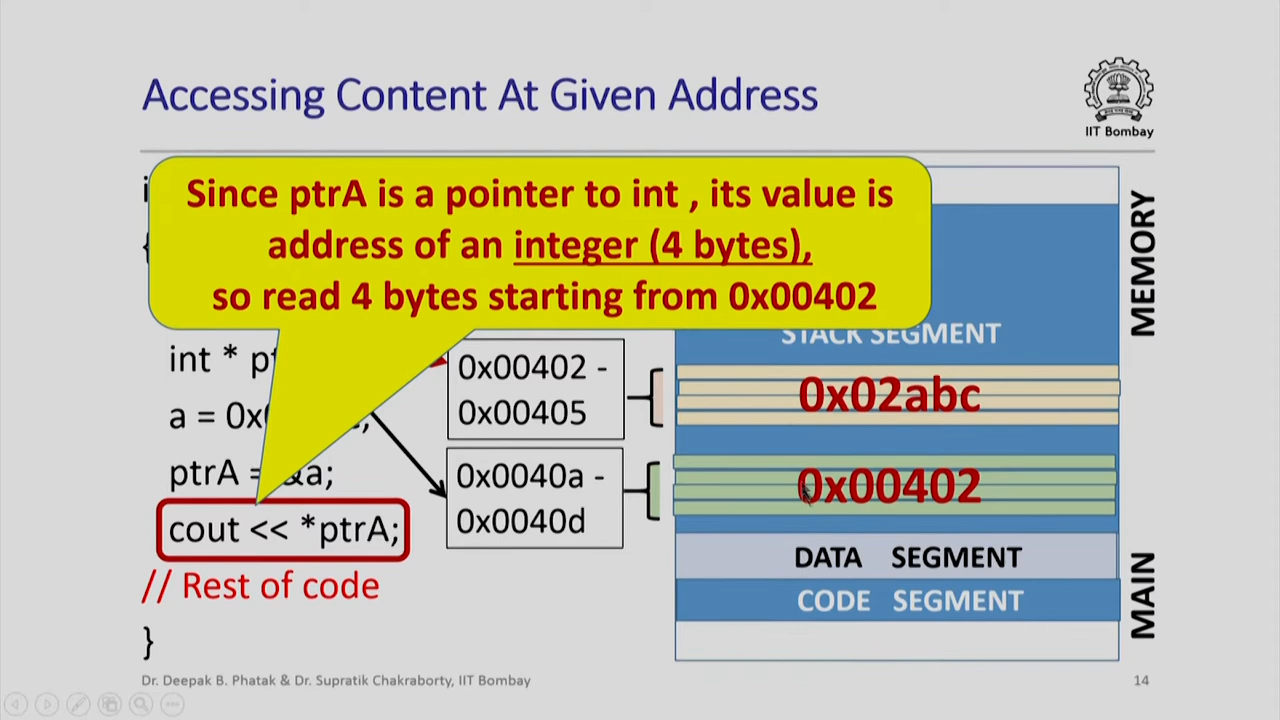 Accessing Content At Given Address
IIT Bombay
Since ptrA is a pointer to int , its value is
address of an integer (4 bytes),
so read 4 bytes starting from 0x00402
{
int *
a =
ptrA = &a;
cout << *ptrA;
// Rest of code
}
0x00402 -
0x00405
0x0040a -
0x0040d
STACK SEGMENT
0x02abc
0x00402
DATA SEGMENT
CODE SEGMENT
MEMORY
MAIN
Dr. Deepak B. Phatak & Dr. Supratik Chakraborty, IIT Bombay
14